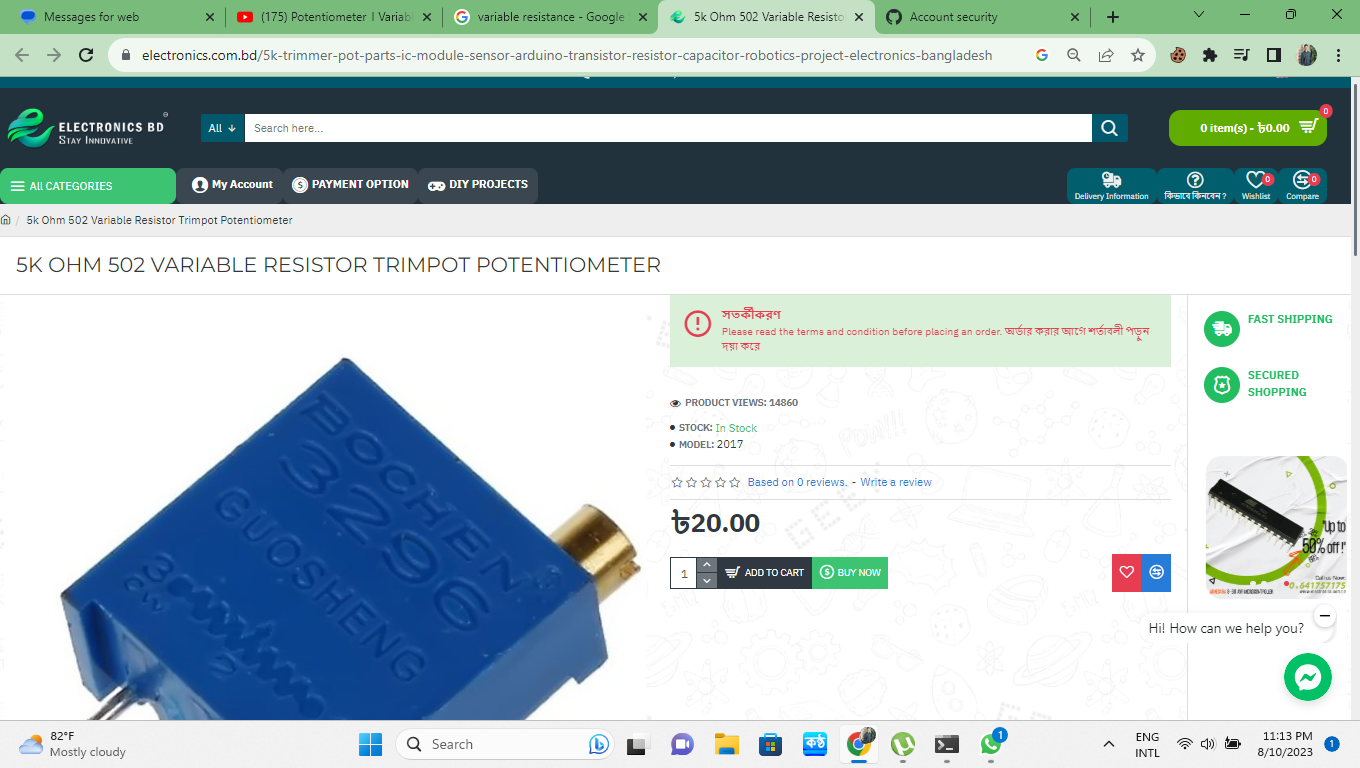 Messages for web
(175) Potentiometer । Variab
variable resistance - Google
5k Ohm 502 Variable Resisto
Account security
electronics.com.bd/5k-trimmer-pot-parts-ic-module-sensor-arduino-transistor-resistor-capacitor-robotics-project-electronics-bangladesh
ELECTRONICS BD
STAY INNOVATIVE
All
Search here...
0 item(s) - ৳0.00
0
All CATEGORIES
My Account
PAYMENT OPTION
DIY PROJECTS
Delivery Information
কিভাবে কিনবেন ?
Wishlist
0
Compare
0
5k Ohm 502 Variable Resistor Trimpot Potentiometer
5K OHM 502 VARIABLE RESISTOR TRIMPOT POTENTIOMETER
সতর্কীকরণ
Please read the terms and condition before placing an order. অর্ডার করার আগে শর্তাবলী পড়ুন
দয়া করে
PRODUCT VIEWS: 14860
STOCK: In Stock
MODEL: 2017
Based on 0 reviews. - Write a review
৳20.00
1
ADD TO CART
BUY NOW
FAST SHIPPING
SECURED
SHOPPING
BOCHEN
3296
GUOSHENG
CW
Up to
50% off !"
Call us Now:
Hi! How can we help you?
82°F
Mostly cloudy
Search
কণ্ঠ
1
ENG
INTL
11:13 PM
8/10/2023
1